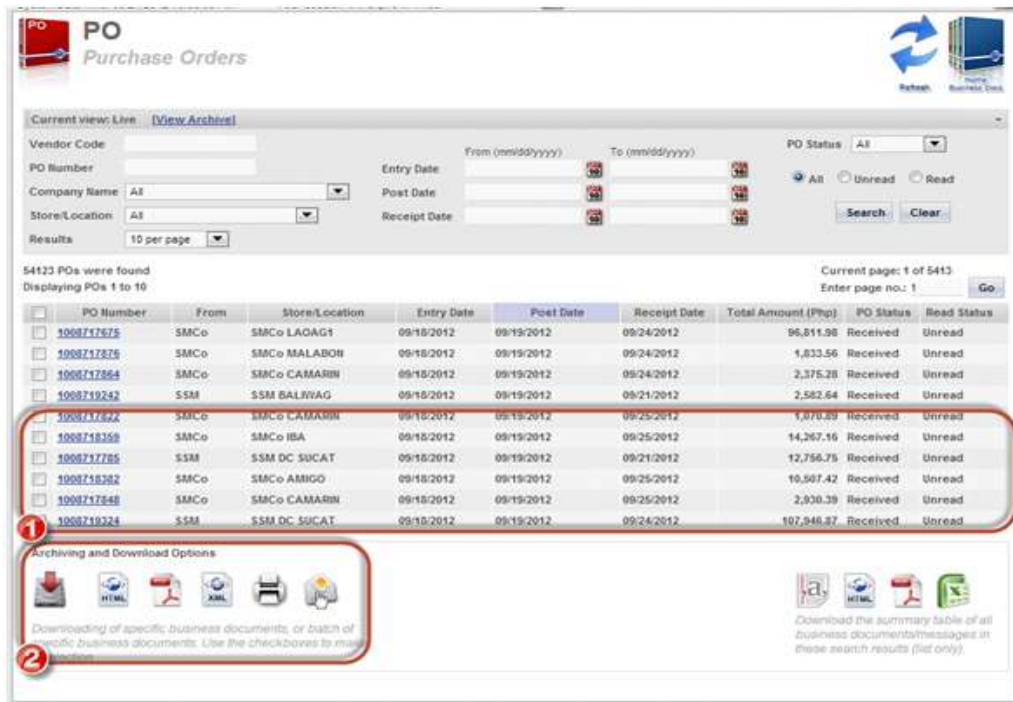 PO
PO
Purchase Orders
Refresh
Home
Business Docs
Current view: Live [View Archive]
Vendor Code
From (mm/dd/yyyy) To (mm/dd/yyyy)
PO Status All
PO Number
Entry Date
All Unread Read
Company Name All
Post Date
Store/Location All
Receipt Date
Search Clear
Results 10 per page
54123 POs were found
Current page: 1 of 5413
Displaying POs 1 to 10
Enter page no.: 1 Go
PO Number From Store/Location Entry Date Post Date Receipt Date Total Amount (Php) PO Status Read Status
1008717675 SMCo SMCo LAOAG1 09/18/2012 09/19/2012 09/24/2012 96,811.98 Received Unread
1008717876 SMCo SMCo MALABON 09/18/2012 09/19/2012 09/24/2012 1,833.56 Received Unread
1008717864 SMCo SMCo CAMARIN 09/18/2012 09/19/2012 09/24/2012 2,375.28 Received Unread
1008719242 SSM SSM BALIWAG 09/18/2012 09/19/2012 09/21/2012 2,582.64 Received Unread
1008717822 SMCo SMCo CAMARIN 09/18/2012 09/19/2012 09/25/2012 1,070.89 Received Unread
1008718359 SMCo SMCo IBA 09/18/2012 09/19/2012 09/25/2012 14,267.16 Received Unread
1008717785 SSM SSM DC SUCAT 09/18/2012 09/19/2012 09/21/2012 12,756.75 Received Unread
1008718382 SMCo SMCo AMIGO 09/18/2012 09/19/2012 09/25/2012 10,507.42 Received Unread
1008717848 SMCo SMCo CAMARIN 09/18/2012 09/19/2012 09/25/2012 2,930.39 Received Unread
1008719324 SSM SSM DC SUCAT 09/18/2012 09/19/2012 09/24/2012 107,946.87 Received Unread
1
Archiving and Download Options
HTML XML
a HTML
Downloading of specific business documents, or batch of
specific business documents. Use the checkboxes to make
selection
2
Download the summary table of all
business documents/messages in
these search results (list only).